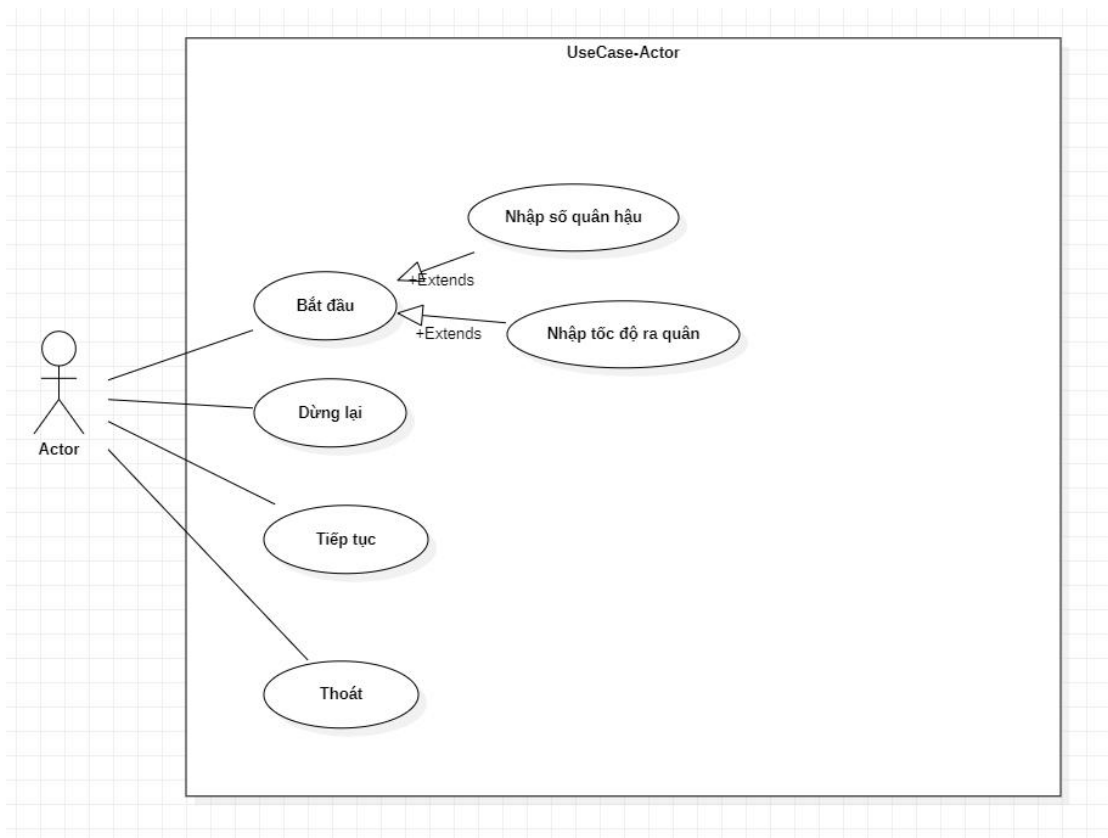 UseCase-Actor
Nhập số quân hậu
+Extends
Bắt đầu
+Extends
Nhập tốc độ ra quân
Dừng lại
Actor
Tiếp tục
Thoát